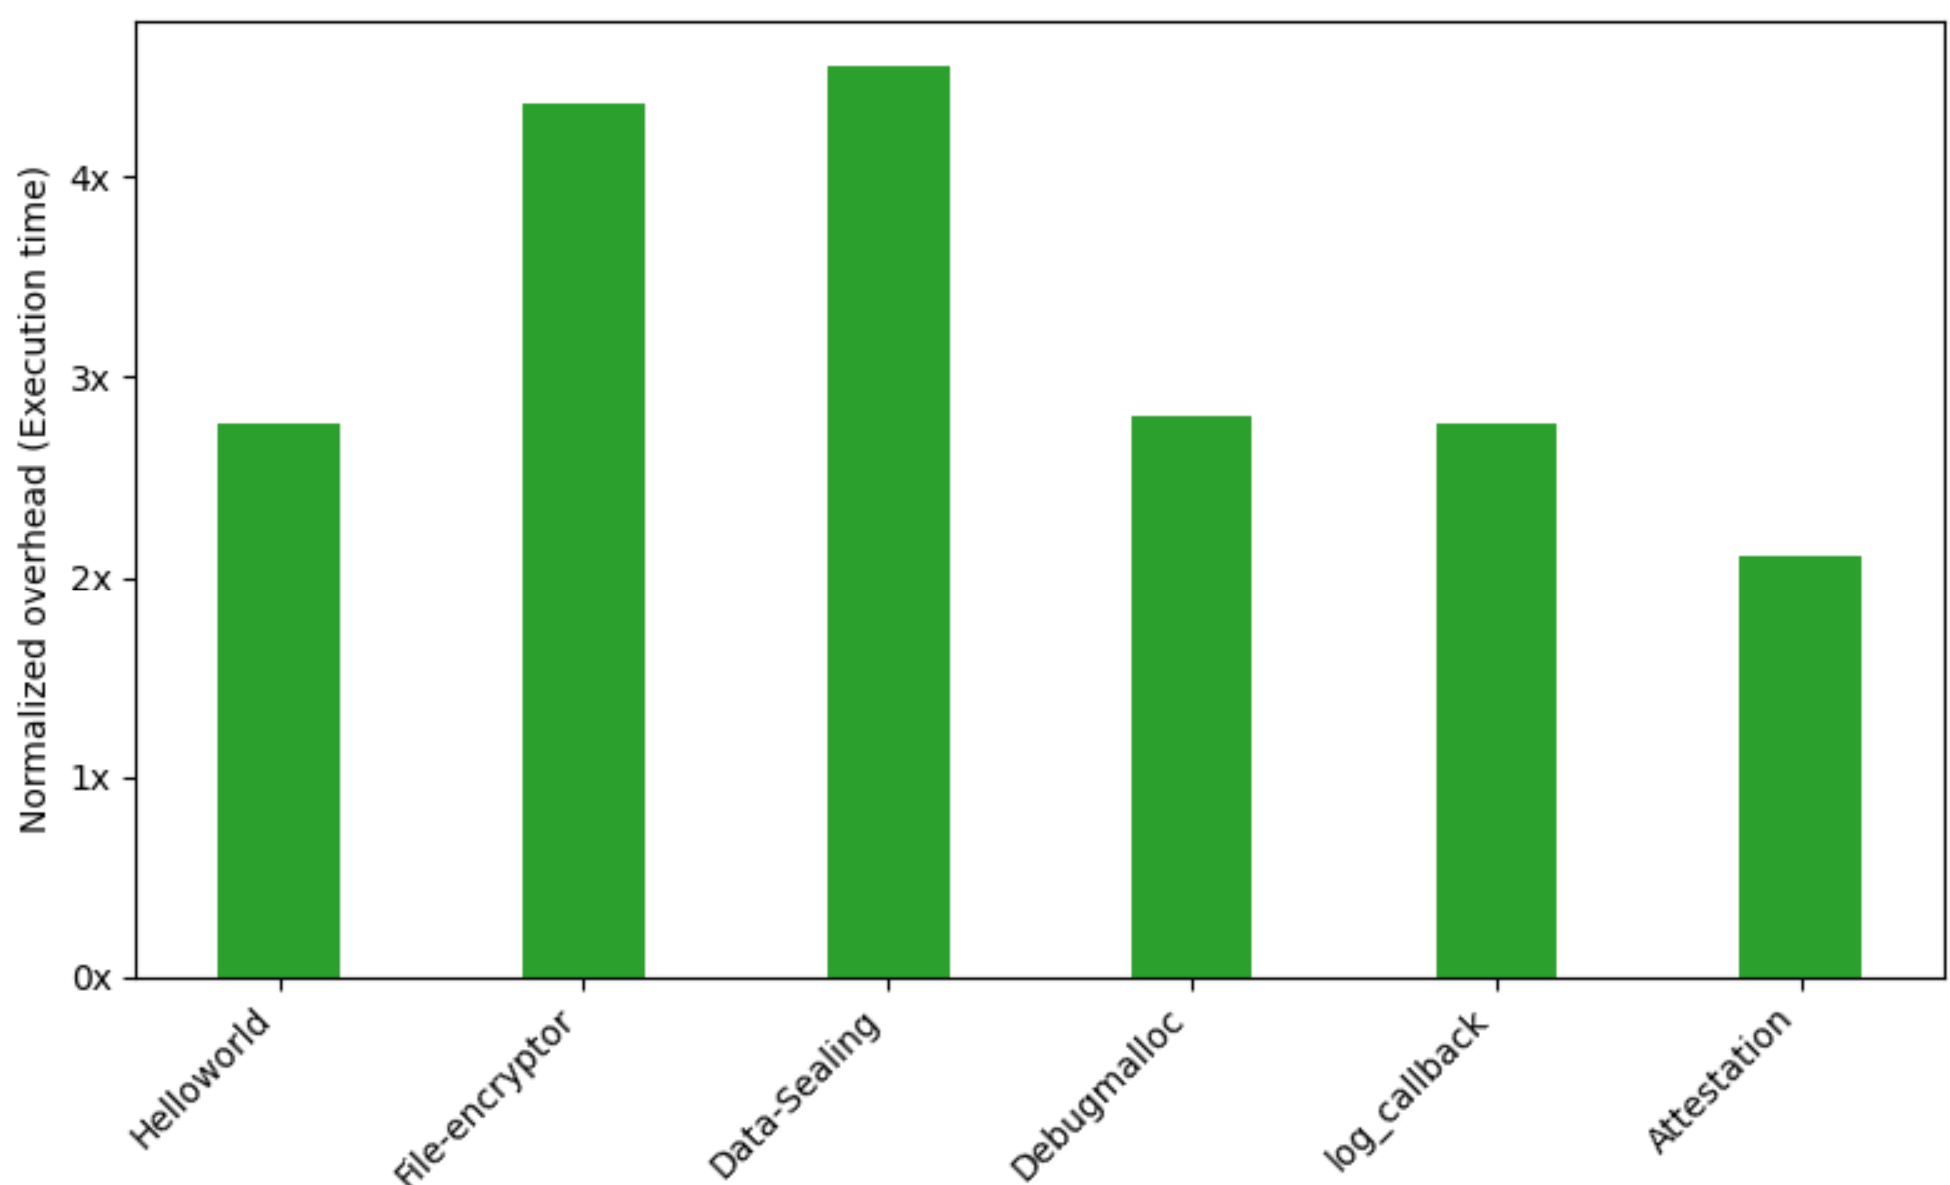 Normalized overhead (Execution time)
4x
3x
2x
1x
0x
Helloworld
File-encryptor
Data-Sealing
Debugmalloc
log_callback
Attestation